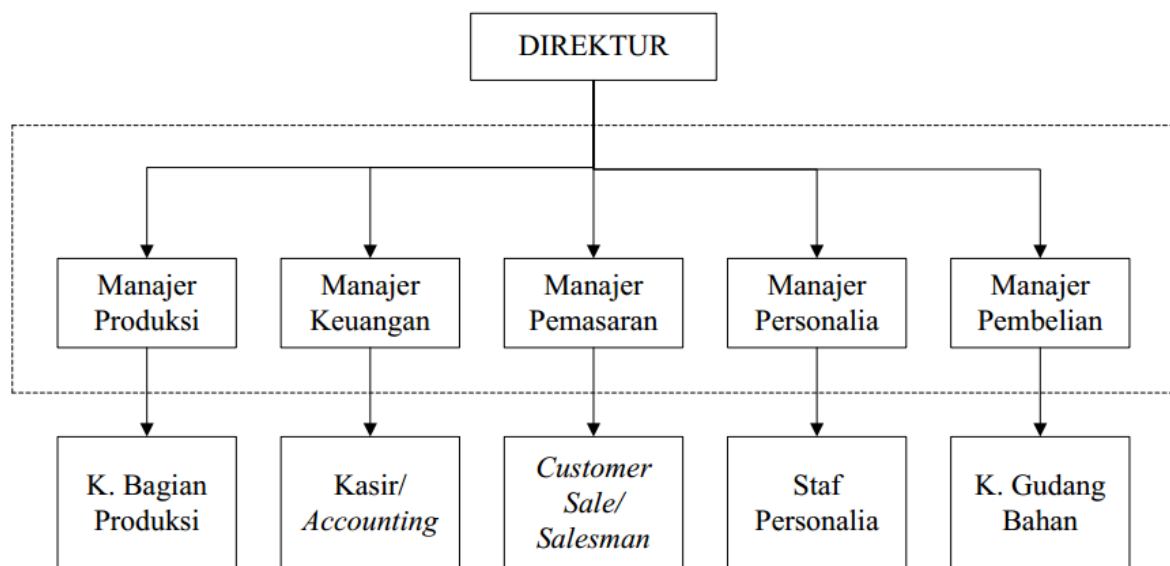 DIREKTUR
Manajer
Produksi
Manajer
Keuangan
Manajer
Pemasaran
Manajer
Personalia
Manajer
Pembelian
K. Bagian
Produksi
Kasir/
Accounting
Customer
Sale/
Salesman
Staf
Personalia
K. Gudang
Bahan